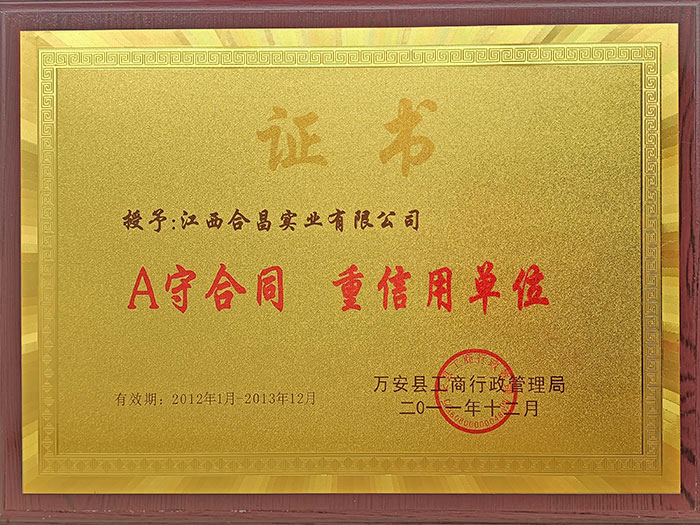 证书
授予:江西合昌实业有限公司
A守合同 重信用单位
有效期：2012年1月-2013年12月
万安县工商行政管理局
二0一一年十二月